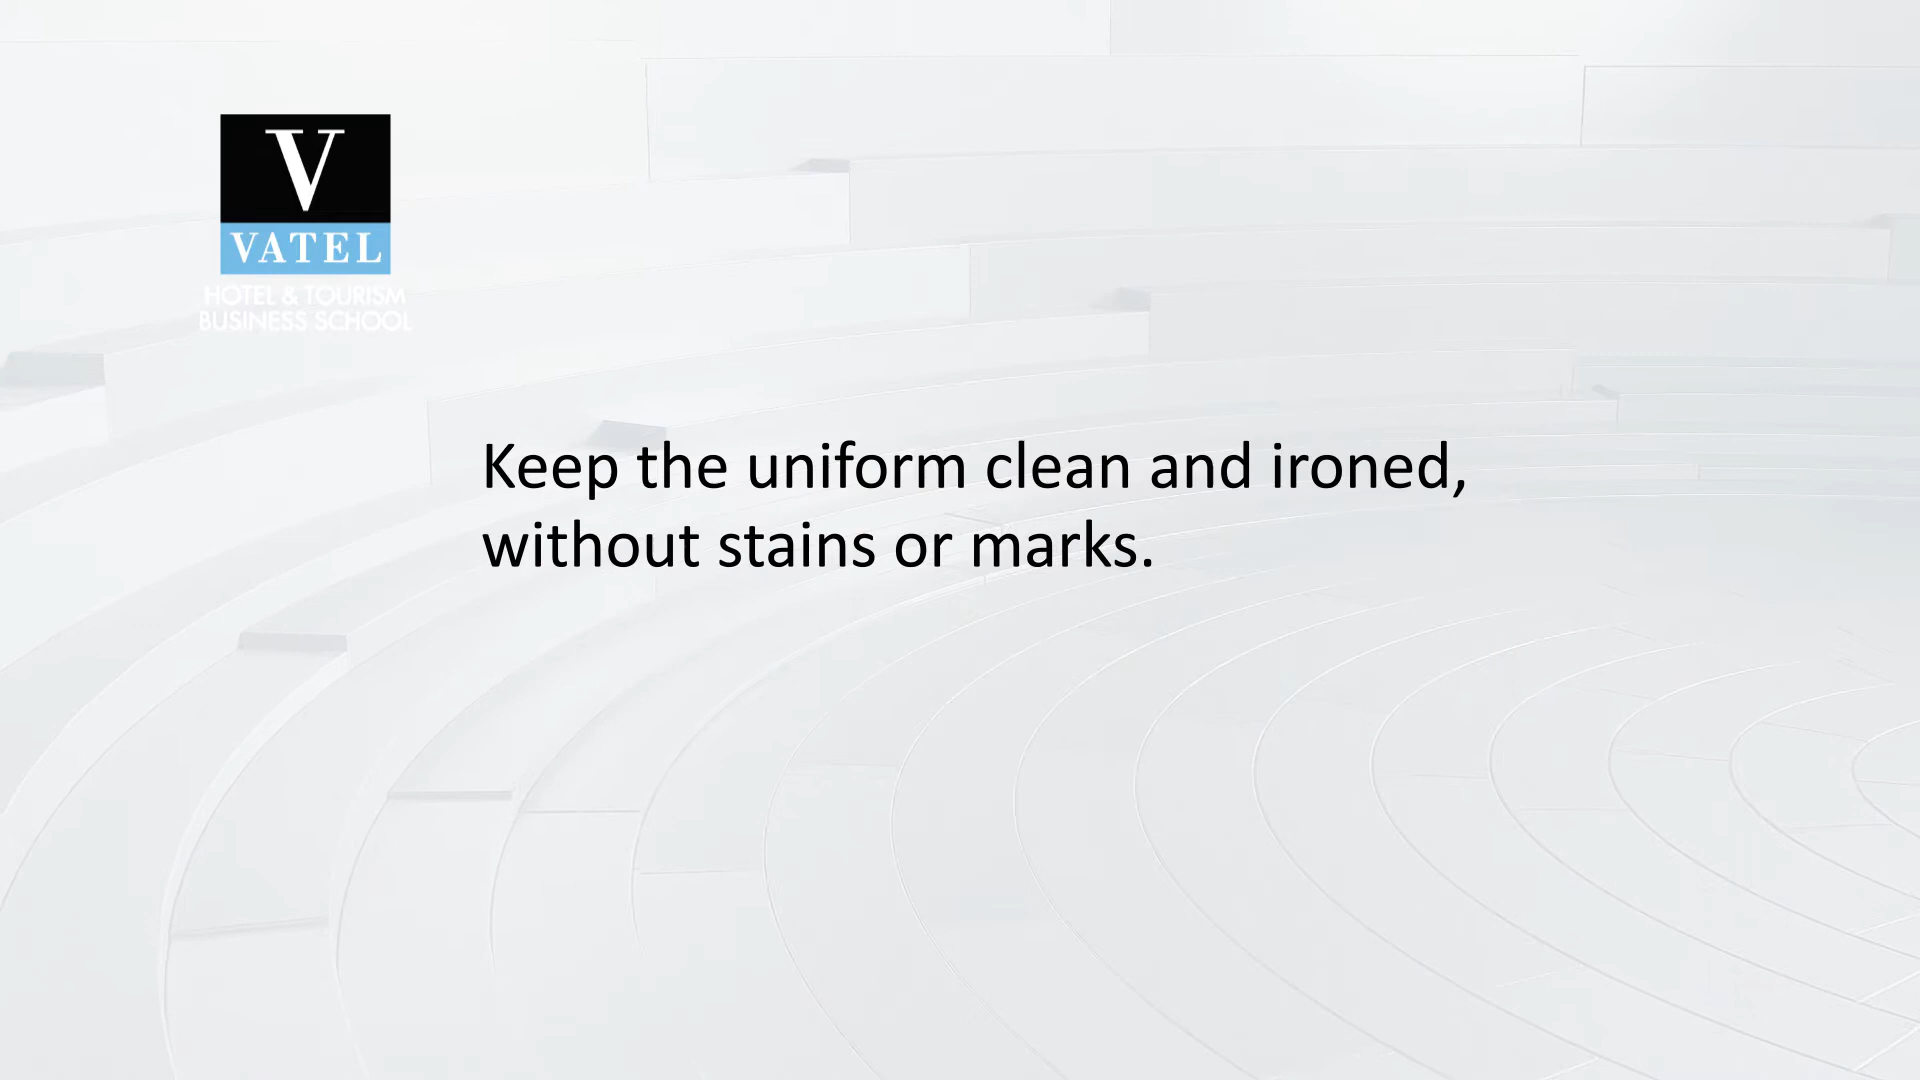 V
VATEL
HOTEL & TOURISM
BUSINESS SCHOOL
Keep the uniform clean and ironed,
without stains or marks.